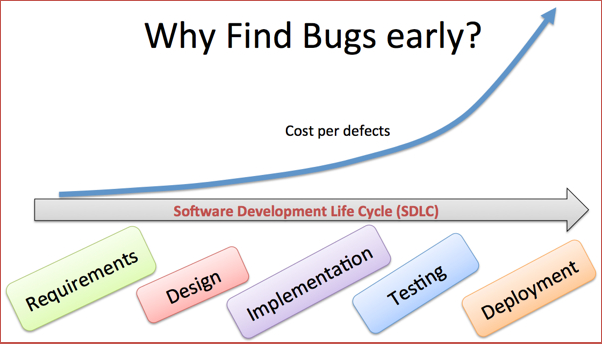 Why Find Bugs early?
Cost per defects
Software Development Life Cycle (SDLC)
Requirements
Design
Implementation
Testing
Deployment